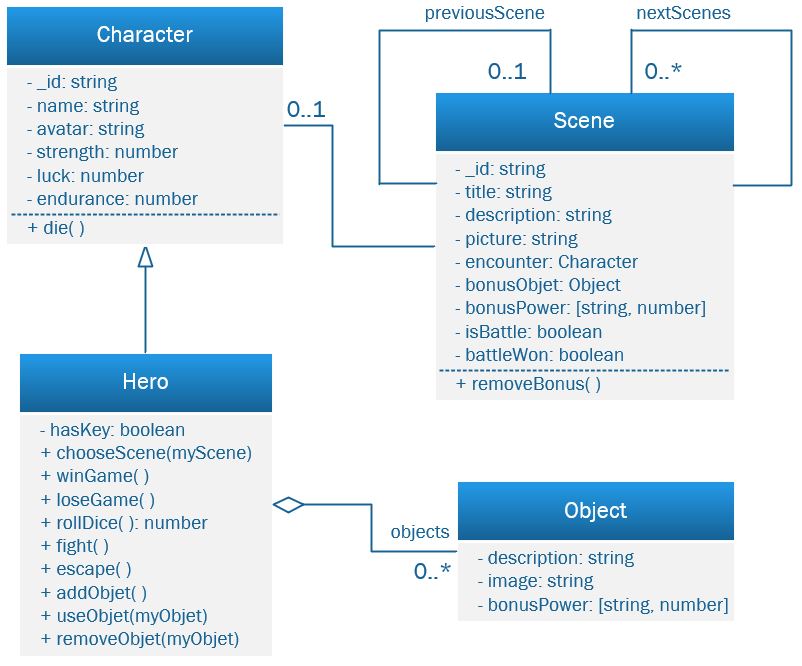 Character
- _id: string
- name: string
- avatar: string
- strength: number
- luck: number
- endurance: number
+ die( )
0..1
previousScene
nextScenes
0..1
0..*
Scene
- _id: string
- title: string
- description: string
- picture: string
- encounter: Character
- bonusObjet: Object
- bonusPower: [string, number]
- isBattle: boolean
- battleWon: boolean
+ removeBonus( )
Hero
- hasKey: boolean
+ chooseScene(myScene)
+ winGame( )
+ loseGame( )
+ rollDice( ): number
+ fight( )
+ escape( )
+ addObjet( )
+ useObjet(myObjet)
+ removeObjet(myObjet)
objects
0..*
Object
- description: string
- image: string
- bonusPower: [string, number]